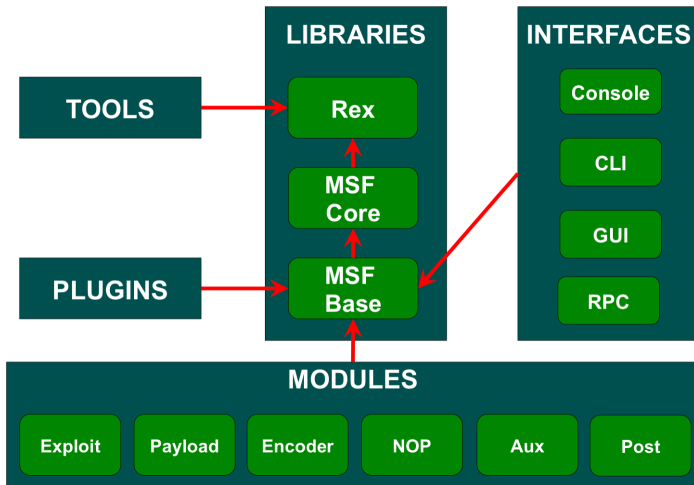 LIBRARIES
INTERFACES
TOOLS
Rex
Console
MSF
Core
CLI
GUI
PLUGINS
MSF
Base
RPC
MODULES
Exploit
Payload
Encoder
NOP
Aux
Post